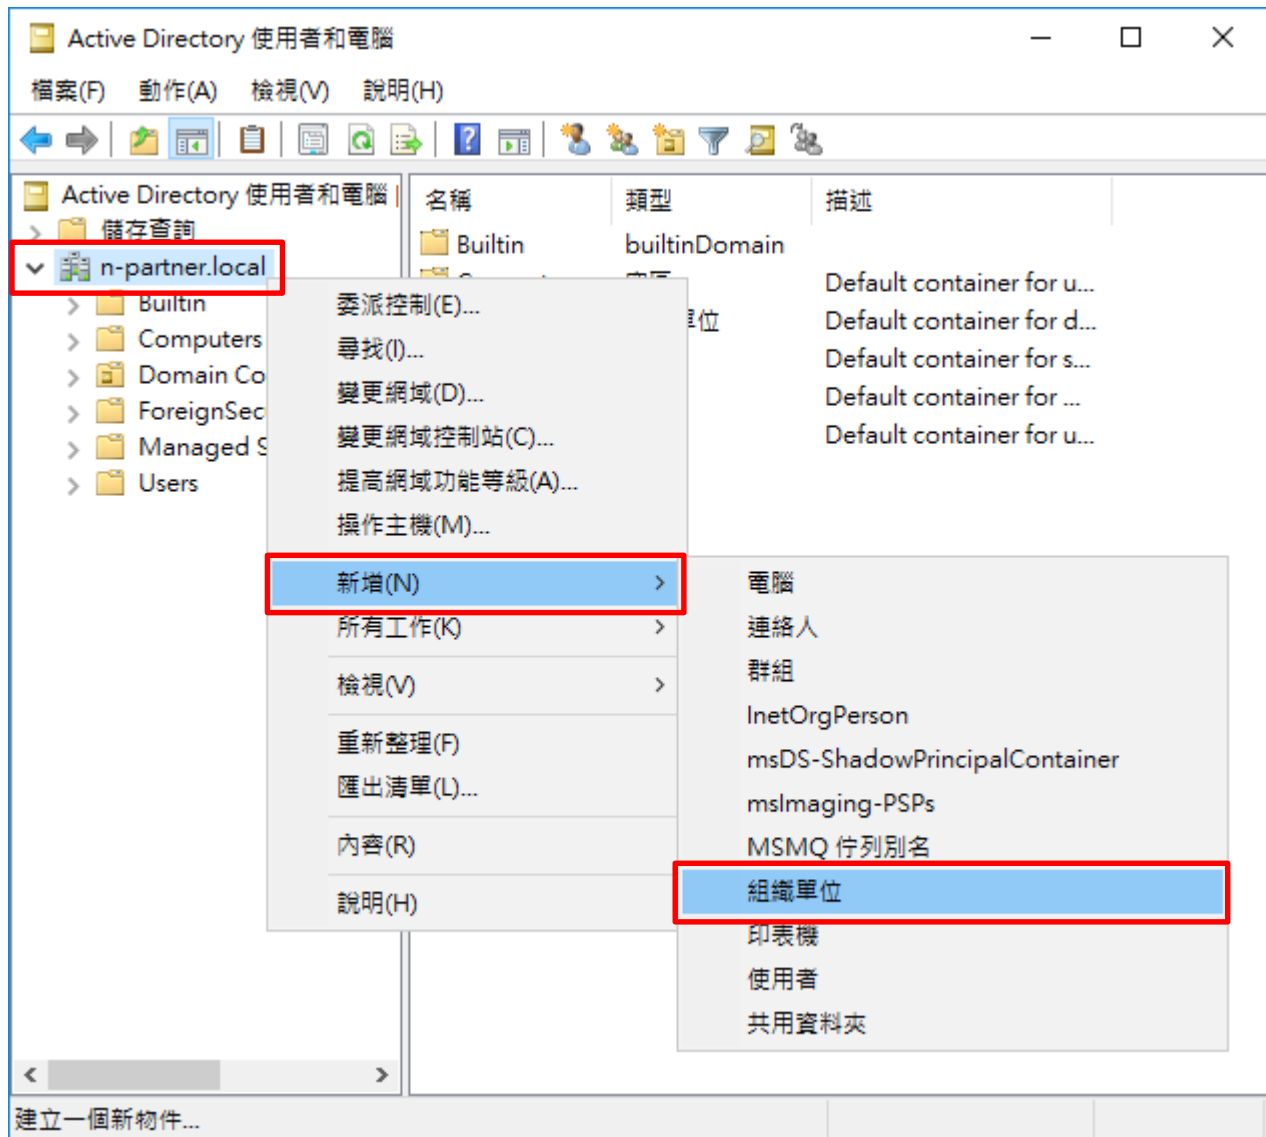 Active Directory 使用者和電腦
檔案(F) 動作(A) 檢視(V) 說明(H)
Active Directory 使用者和電腦
儲存查詢
n-partner.local
Builtin
Computers
Domain Co
ForeignSec
Managed S
Users
名稱 類型 描述
Builtin builtinDomain
Default container for u...
單位 Default container for d...
Default container for s...
Default container for ...
Default container for u...
委派控制(E)...
尋找(I)...
變更網域(D)...
變更網域控制站(C)...
提高網域功能等級(A)...
操作主機(M)...
新增(N)
所有工作(K)
檢視(V)
重新整理(F)
匯出清單(L)...
內容(R)
說明(H)
電腦
連絡人
群組
InetOrgPerson
msDS-ShadowPrincipalContainer
msImaging-PSPs
MSMQ 佇列別名
組織單位
印表機
使用者
共用資料夾
建立一個新物件...